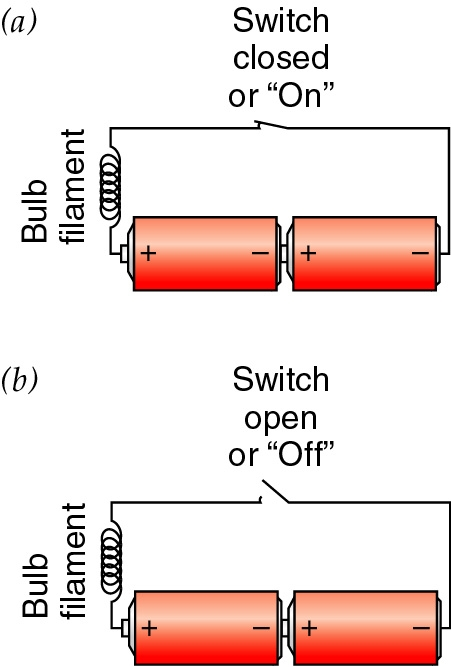 (a)
Switch
closed
or “On”
Bulb
filament
+ − + −
(b)
Switch
open
or “Off”
Bulb
filament
+ − + −